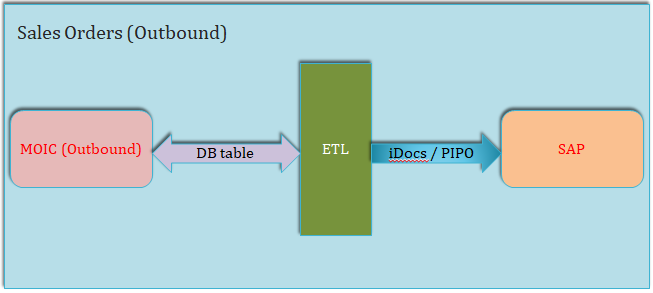 Sales Orders (Outbound)
MOIC (Outbound)
DB table
ETL
iDocs / PIPO
SAP